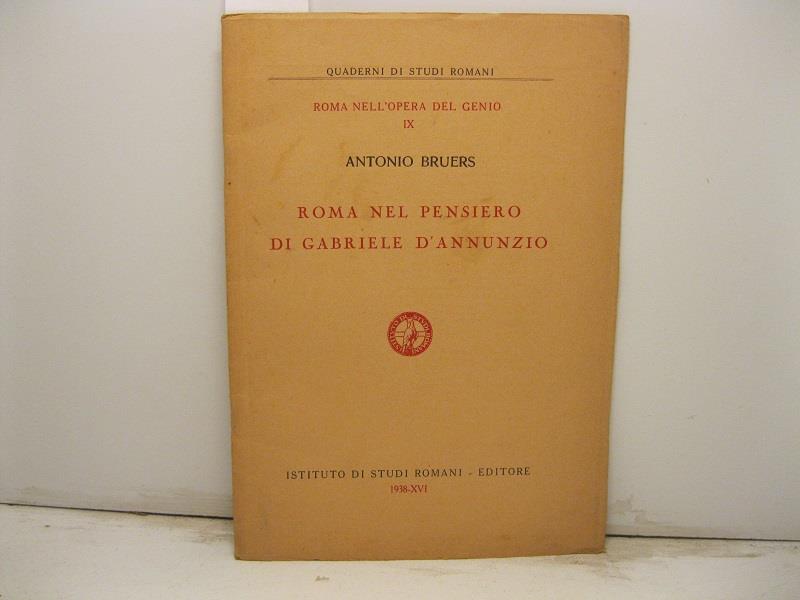 QUADERNI DI STUDI ROMANI
ROMA NELL'OPERA DEL GENIO
IX
ANTONIO BRUERS
ROMA NEL PENSIERO
DI GABRIELE D'ANNUNZIO
ISTITUTO DI STUDI ROMANI - EDITORE
1938-XVI